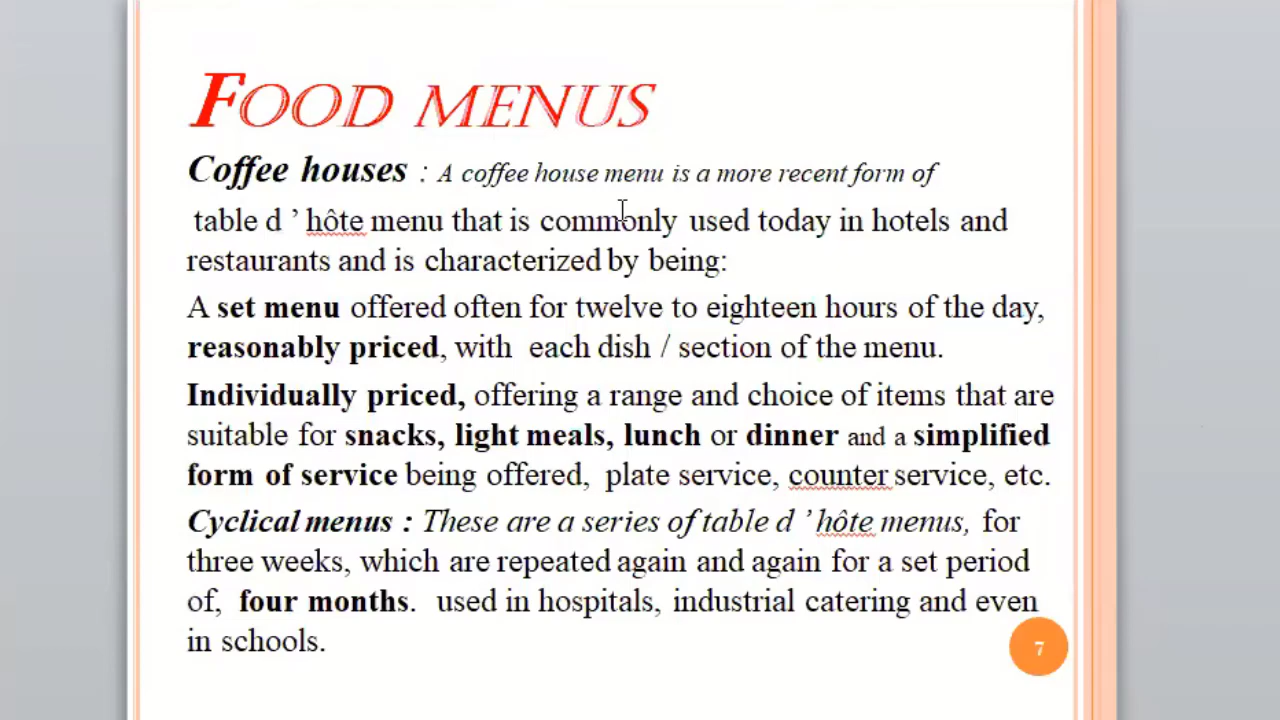 FOOD MENUS
Coffee houses : A coffee house menu is a more recent form of
table d ’ hôte menu that is commonly used today in hotels and
restaurants and is characterized by being:
A set menu offered often for twelve to eighteen hours of the day,
reasonably priced, with each dish / section of the menu.
Individually priced, offering a range and choice of items that are
suitable for snacks, light meals, lunch or dinner and a simplified
form of service being offered, plate service, counter service, etc.
Cyclical menus : These are a series of table d ’ hôte menus, for
three weeks, which are repeated again and again for a set period
of, four months. used in hospitals, industrial catering and even
in schools.
7